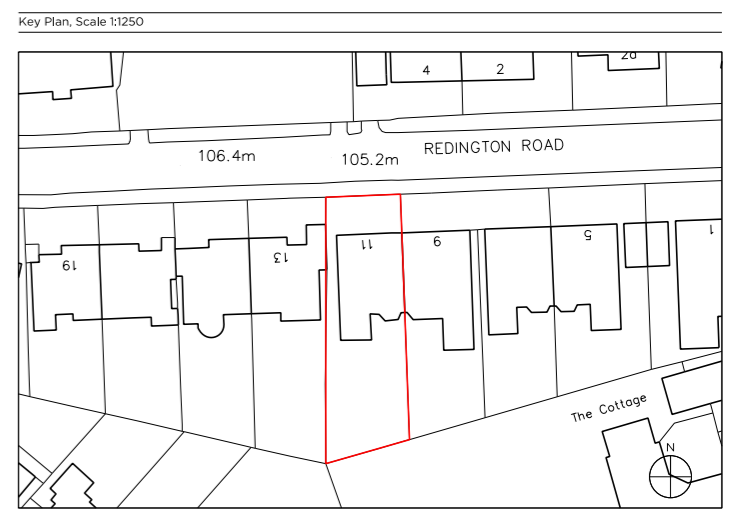 Key Plan, Scale 1:1250
4
2
2a
106.4m
105.2m
REDINGTON ROAD
19
13
11
9
5
1
The Cottage
N